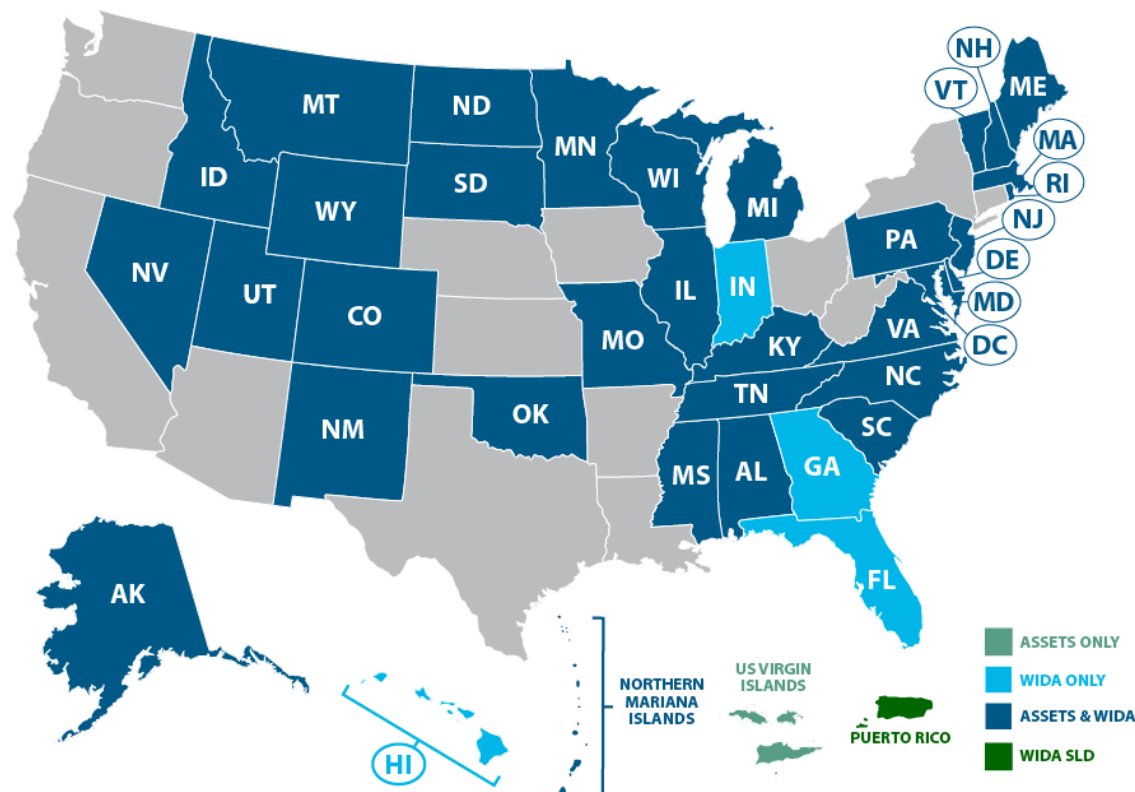 NH
VT
ME
MT
ND
MN
MA
ID
SD
WI
RI
WY
MI
NJ
PA
NV
DE
UT
IL
IN
CO
MD
VA
MO
KY
DC
NC
TN
OK
NM
SC
GA
MS
AL
FL
AK
HI
NORTHERN
MARIANA
ISLANDS
US VIRGIN
ISLANDS
PUERTO RICO
ASSETS ONLY
WIDA ONLY
ASSETS & WIDA
WIDA SLD